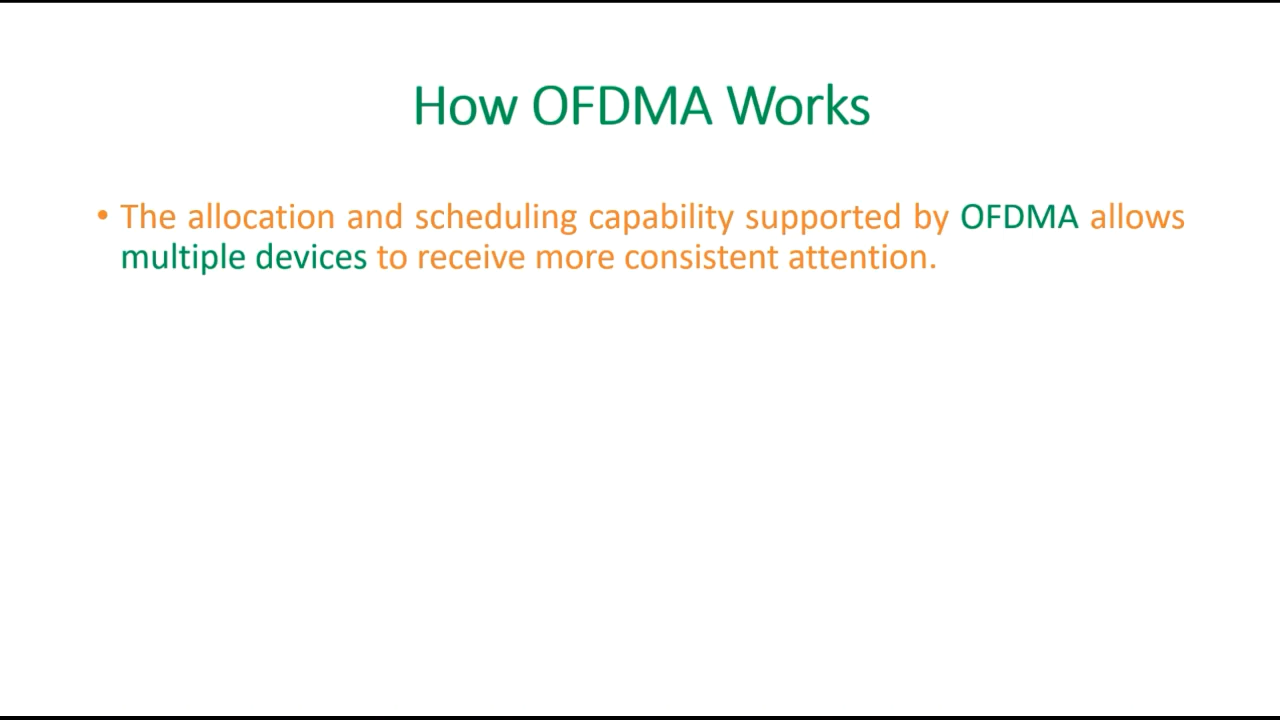 How OFDMA Works
• The allocation and scheduling capability supported by OFDMA allows
multiple devices to receive more consistent attention.